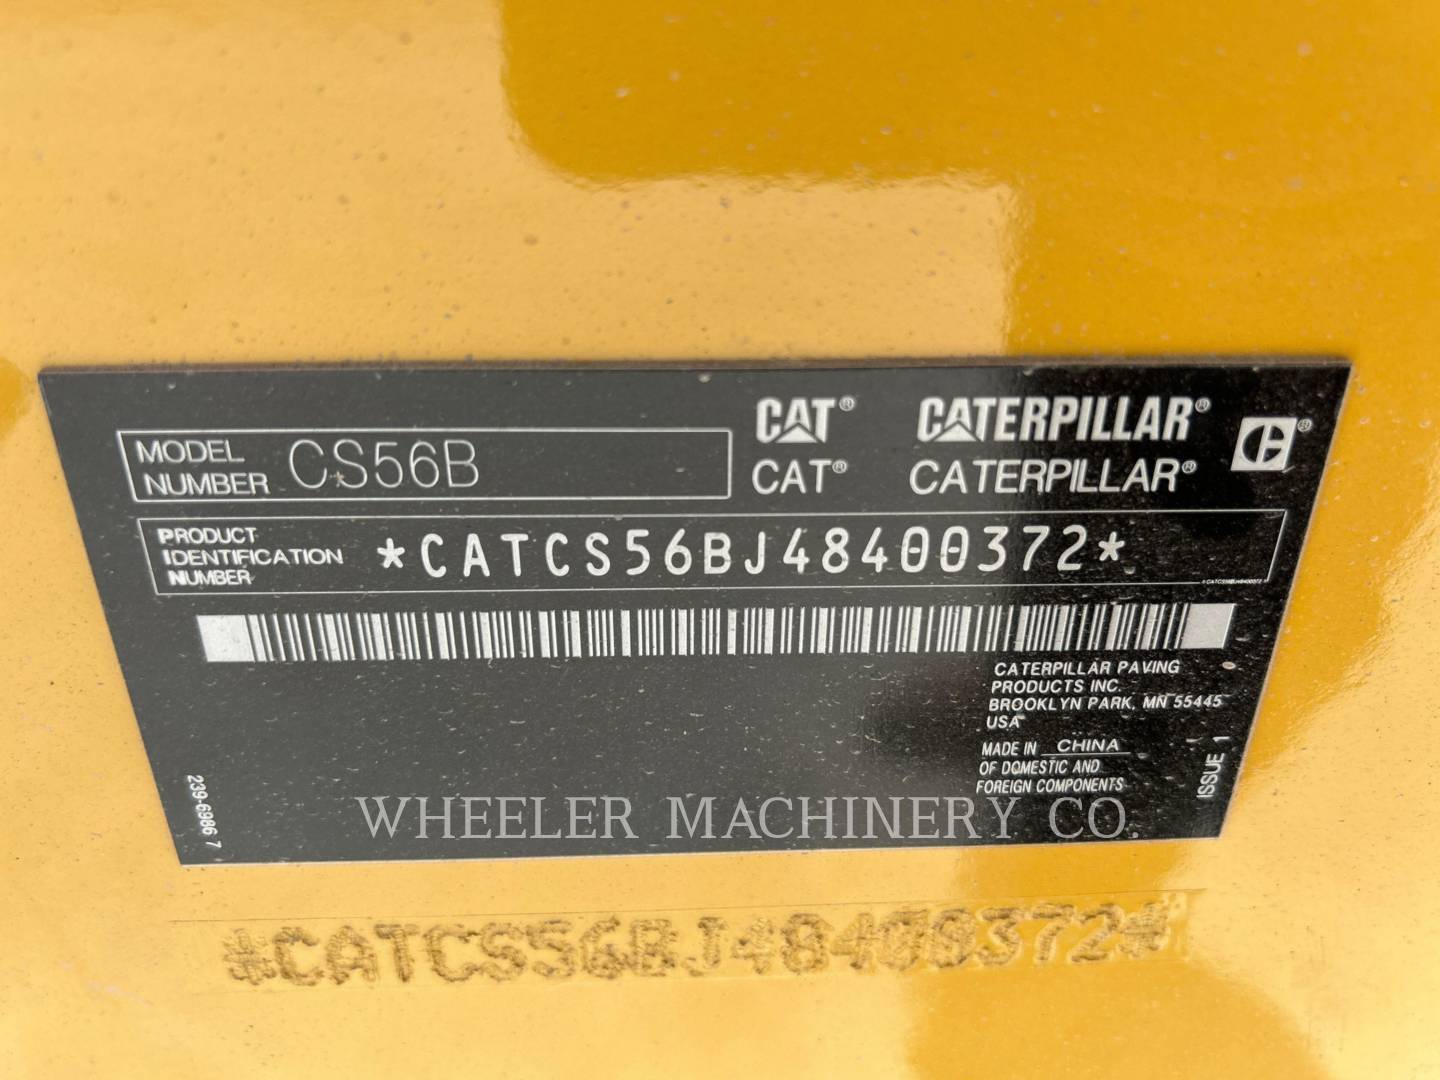 CAT® CATERPILLAR® ®
MODEL NUMBER CS56B
CAT® CATERPILLAR®
PRODUCT IDENTIFICATION NUMBER *CATCS56BJ48400372*
*CATCS56BJ48400372*
CATERPILLAR PAVING
PRODUCTS INC.
BROOKLYN PARK, MN 55445
USA
MADE IN CHINA
OF DOMESTIC AND
FOREIGN COMPONENTS
ISSUE 1
239-6986 7
WHEELER MACHINERY CO.
*CATCS56BJ48400372*